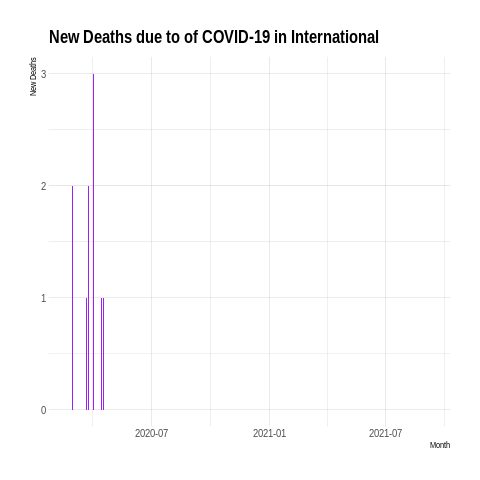 New Deaths due to of COVID-19 in International
New Deaths
3
2
1
0
2020-07
2021-01
2021-07
Month